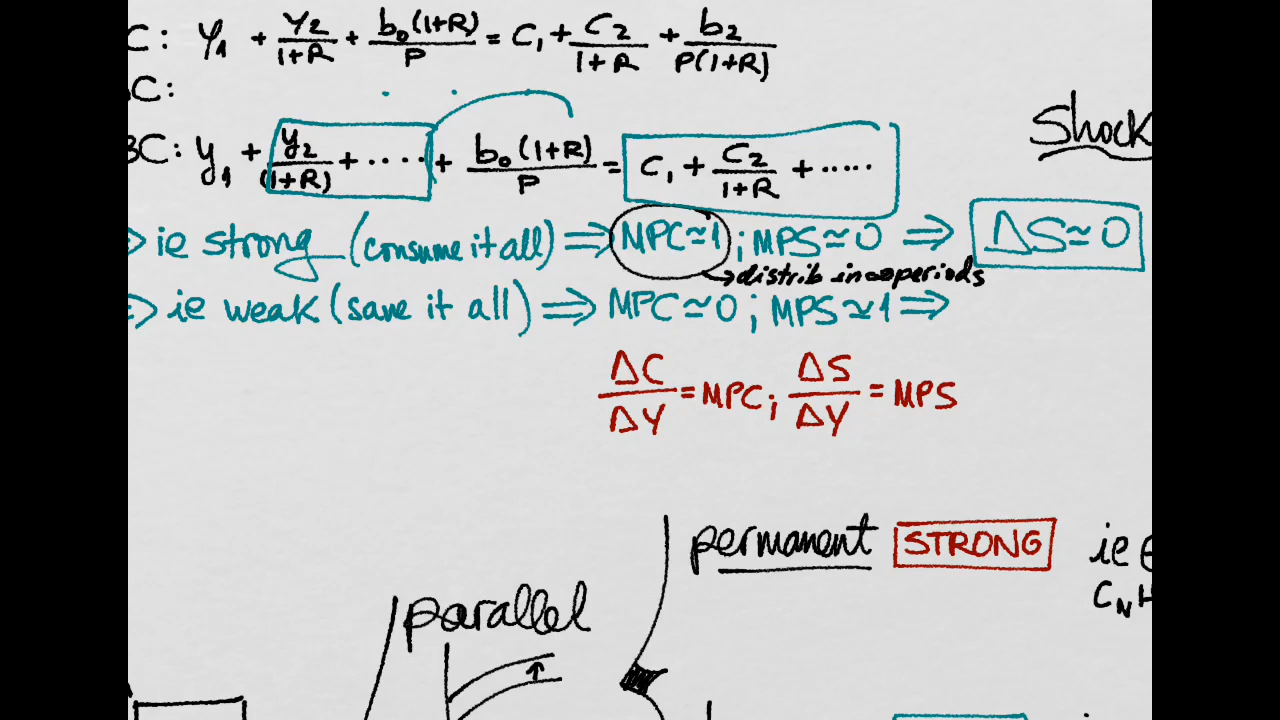 C: y₁ + y₂/(1+R) + b₀(1+R)/P = C₁ + C₂/(1+R) + b₂/(P(1+R))
C:
BC: y₁ + y₂/(1+R) + .... + b₀(1+R)/P = C₁ + C₂/(1+R) + .....
Shock
⇒ ie strong (consume it all) ⇒ MPC≃1 ; MPS≃0 ⇒ ΔS≃0
→ distrib in ∞ periods
⇒ ie weak (save it all) ⇒ MPC≃0 ; MPS≃1 ⇒
ΔC/ΔY = MPC ; ΔS/ΔY = MPS
permanent STRONG ie
C_N H
parallel